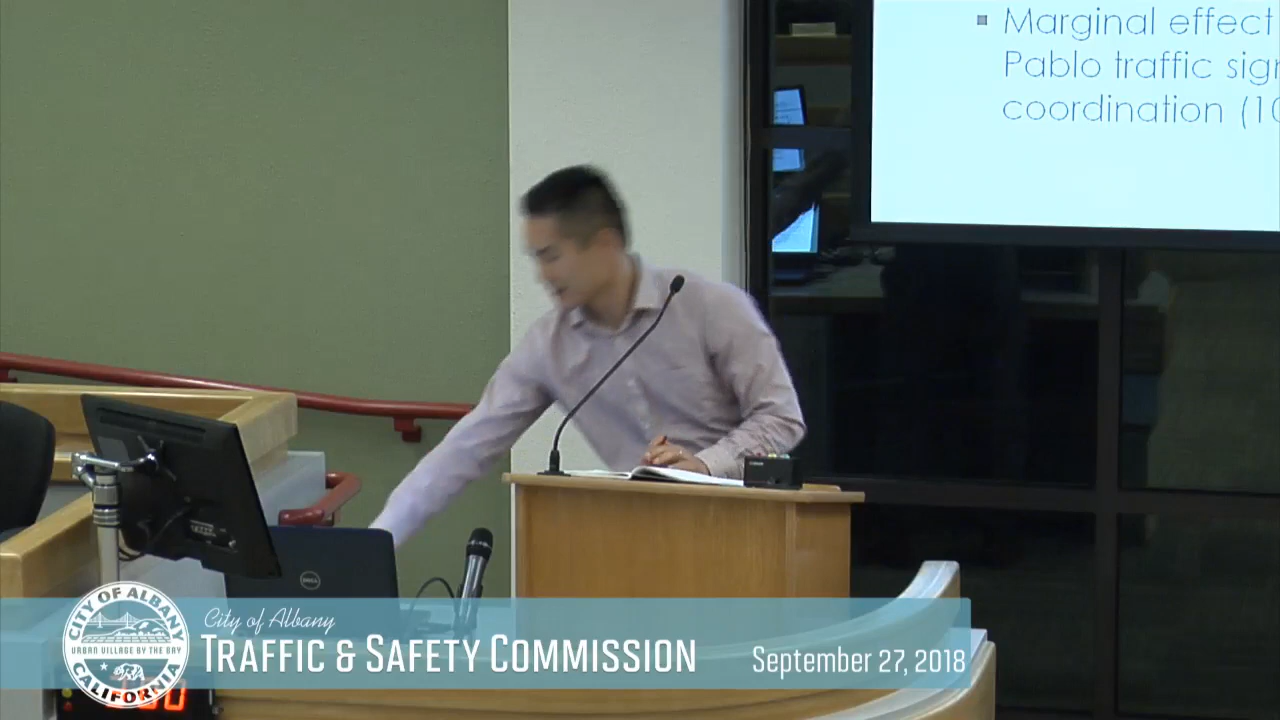 Marginal effect
Pablo traffic sig
coordination (10
DELL
City of Albany
TRAFFIC & SAFETY COMMISSION
September 27, 2018
CITY OF ALBANY
URBAN VILLAGE BY THE BAY
CALIFORNIA